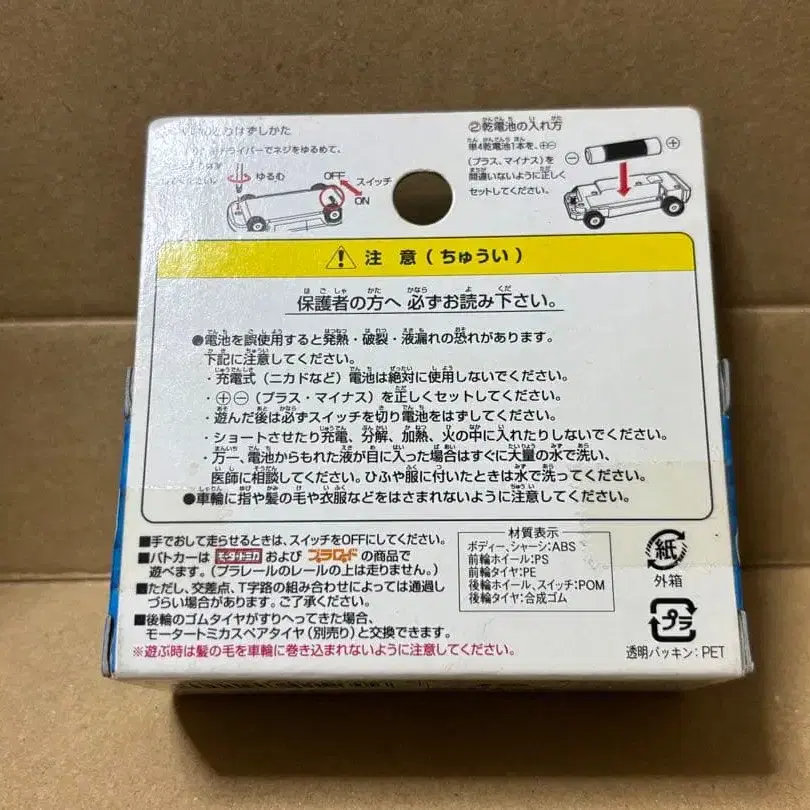 とりはずしかた
ドライバーでネジをゆるめて、
ゆるむ
OFF スイッチ
ON
②乾電池の入れ方
単4乾電池1本を、⊕⊖
(プラス、マイナス)を
間違いないように正しく
セットしてください。
⊖ ⊕
注 意(ちゅうい)
保護者の方へ 必ずお読み下さい。
●電池を誤使用すると発熱・破裂・液漏れの恐れがあります。
下記に注意してください。
・充電式(ニカドなど)電池は絶対に使用しないでください。
・⊕⊖(プラス・マイナス)を正しくセットしてください。
・遊んだ後は必ずスイッチを切り電池をはずしてください。
・ショートさせたり充電、分解、加熱、火の中に入れたりしないでください。
・万一、電池からもれた液が目に入った場合はすぐに大量の水で洗い、
医師に相談してください。ひふや服に付いたときは水で洗ってください。
●車輪に指や髪の毛や衣服などをはさまれないように注意してください。
■手でおして走らせるときは、スイッチをOFFにしてください。
■パトカーは モータートミカ および プラロード の商品で
遊べます。(プラレールのレールの上は走りません。)
■ただし、交差点、T字路の組み合わせによっては通過し
づらい場合があります。ご了承ください。
■後輪のゴムタイヤがすりへってきた場合、
モータートミカスペアタイヤ(別売り)と交換できます。
※遊ぶ時は髪の毛を車輪に巻き込まれないように注意してください。
材質表示
ボディー、シャーシ:ABS
前輪ホイール:PS
前輪タイヤ:PE
後輪ホイール、スイッチ:POM
後輪タイヤ:合成ゴム
紙
外箱
プラ
透明パッキン:PET